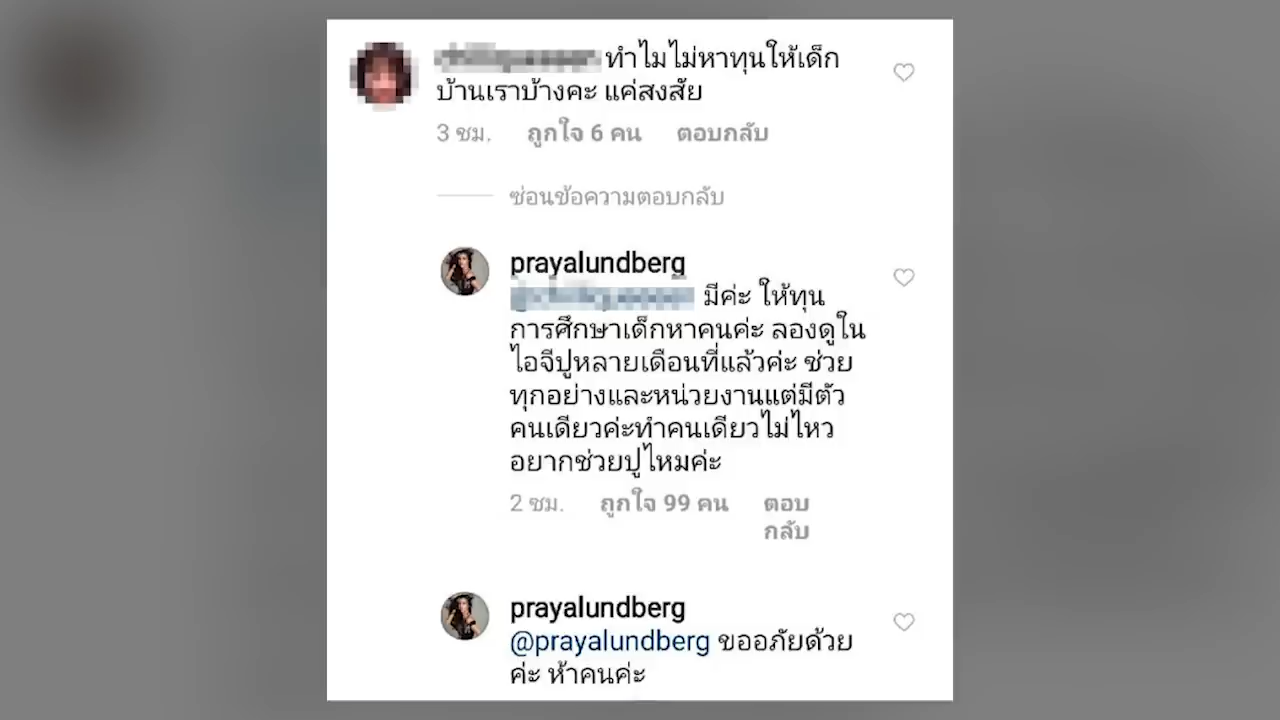 ทำไมไม่หาทุนให้เด็ก
บ้านเราบ้างคะ แค่สงสัย
3 ชม. ถูกใจ 6 คน ตอบกลับ
ซ่อนข้อความตอบกลับ
prayalundberg
มีค่ะ ให้ทุน
การศึกษาเด็กหาคนค่ะ ลองดูใน
ไอจีปูหลายเดือนที่แล้วค่ะ ช่วย
ทุกอย่างและหน่วยงานแต่มีตัว
คนเดียวค่ะทำคนเดียวไม่ไหว
อยากช่วยปูไหมค่ะ
2 ชม. ถูกใจ 99 คน ตอบ
กลับ
prayalundberg
@prayalundberg ขออภัยด้วย
ค่ะ ห้าคนค่ะ